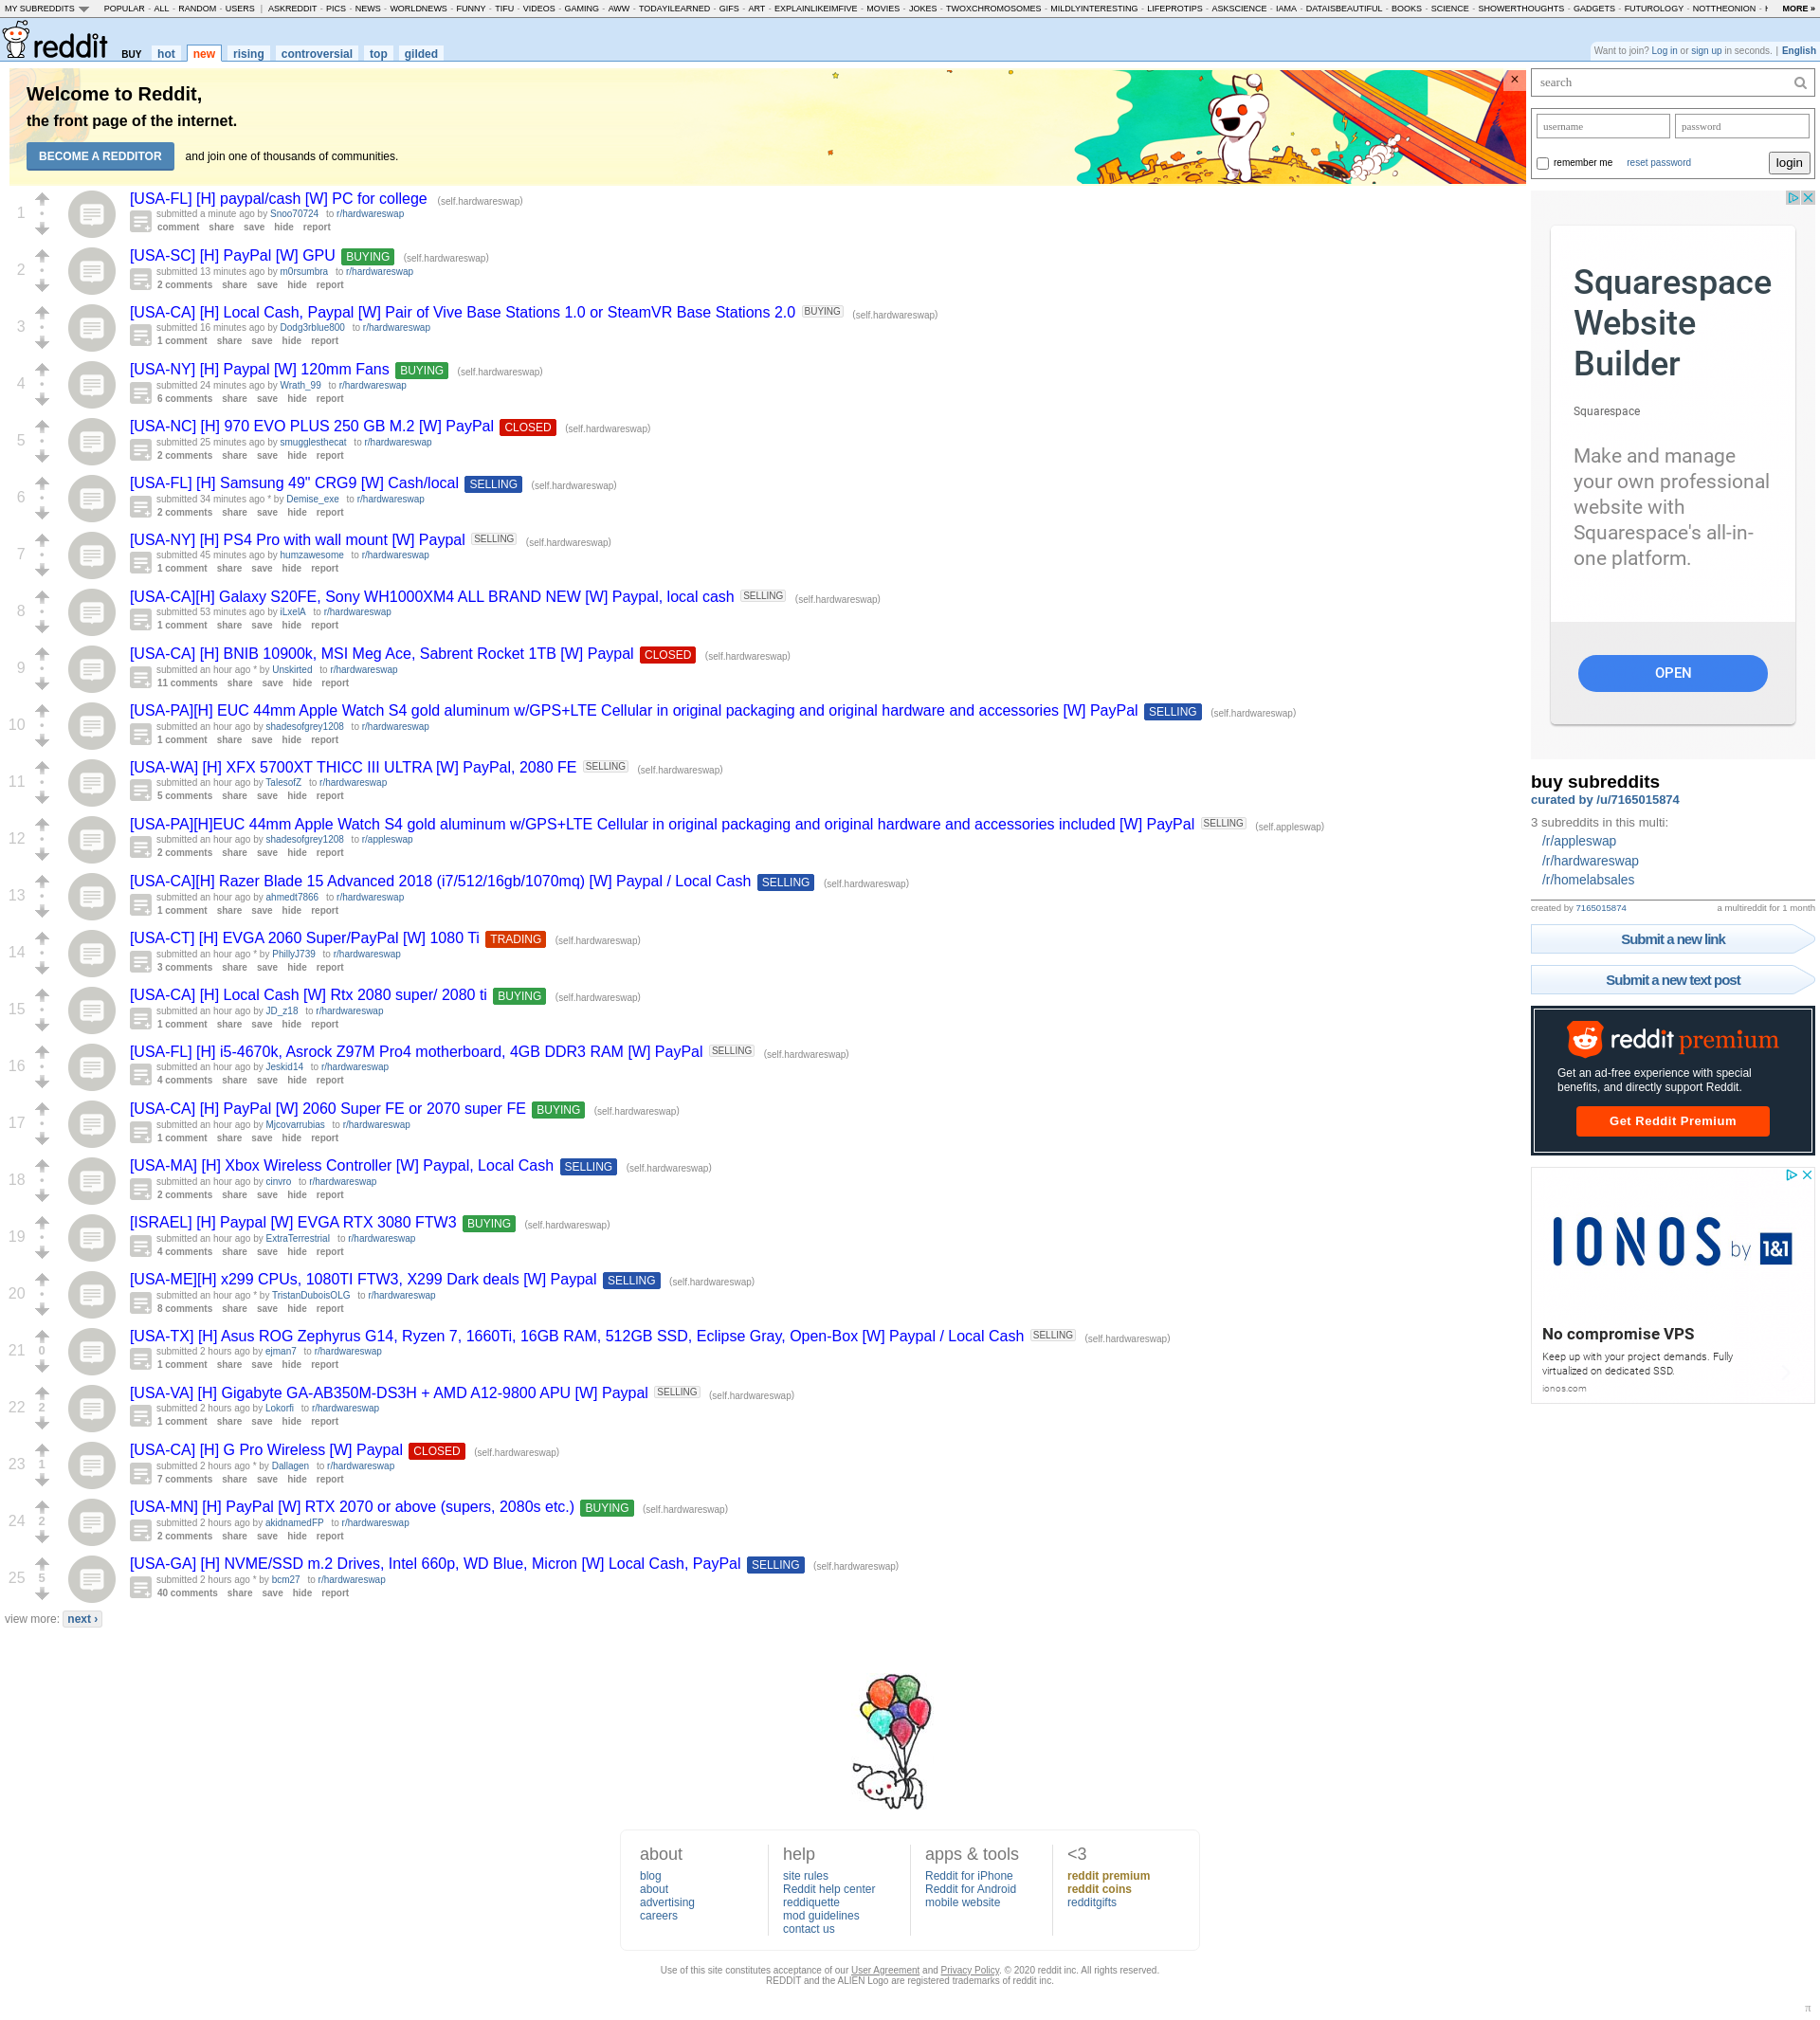 MY SUBREDDITS POPULAR - ALL - RANDOM - USERS | ASKREDDIT - PICS - NEWS - WORLDNEWS - FUNNY - TIFU - VIDEOS - GAMING - AWW - TODAYILEARNED - GIFS - ART - EXPLAINLIKEIMFIVE - MOVIES - JOKES - TWOXCHROMOSOMES - MILDLYINTERESTING - LIFEPROTIPS - ASKSCIENCE - IAMA - DATAISBEAUTIFUL - BOOKS - SCIENCE - SHOWERTHOUGHTS - GADGETS - FUTUROLOGY - NOTTHEONION - MORE »
reddit BUY hot new rising controversial top gilded
Want to join? Log in or sign up in seconds. | English
Welcome to Reddit,
the front page of the internet.
BECOME A REDDITOR and join one of thousands of communities.
×
1
[USA-FL] [H] paypal/cash [W] PC for college (self.hardwareswap)
submitted a minute ago by Snoo70724 to r/hardwareswap
comment share save hide report
2
[USA-SC] [H] PayPal [W] GPU BUYING (self.hardwareswap)
submitted 13 minutes ago by m0rsumbra to r/hardwareswap
2 comments share save hide report
3
[USA-CA] [H] Local Cash, Paypal [W] Pair of Vive Base Stations 1.0 or SteamVR Base Stations 2.0 BUYING (self.hardwareswap)
submitted 16 minutes ago by Dodg3rblue800 to r/hardwareswap
1 comment share save hide report
4
[USA-NY] [H] Paypal [W] 120mm Fans BUYING (self.hardwareswap)
submitted 24 minutes ago by Wrath_99 to r/hardwareswap
6 comments share save hide report
5
[USA-NC] [H] 970 EVO PLUS 250 GB M.2 [W] PayPal CLOSED (self.hardwareswap)
submitted 25 minutes ago by smugglesthecat to r/hardwareswap
2 comments share save hide report
6
[USA-FL] [H] Samsung 49" CRG9 [W] Cash/local SELLING (self.hardwareswap)
submitted 34 minutes ago * by Demise_exe to r/hardwareswap
2 comments share save hide report
7
[USA-NY] [H] PS4 Pro with wall mount [W] Paypal SELLING (self.hardwareswap)
submitted 45 minutes ago by humzawesome to r/hardwareswap
1 comment share save hide report
8
[USA-CA][H] Galaxy S20FE, Sony WH1000XM4 ALL BRAND NEW [W] Paypal, local cash SELLING (self.hardwareswap)
submitted 53 minutes ago by iLxelA to r/hardwareswap
1 comment share save hide report
9
[USA-CA] [H] BNIB 10900k, MSI Meg Ace, Sabrent Rocket 1TB [W] Paypal CLOSED (self.hardwareswap)
submitted an hour ago * by Unskirted to r/hardwareswap
11 comments share save hide report
10
[USA-PA][H] EUC 44mm Apple Watch S4 gold aluminum w/GPS+LTE Cellular in original packaging and original hardware and accessories [W] PayPal SELLING (self.hardwareswap)
submitted an hour ago by shadesofgrey1208 to r/hardwareswap
1 comment share save hide report
11
[USA-WA] [H] XFX 5700XT THICC III ULTRA [W] PayPal, 2080 FE SELLING (self.hardwareswap)
submitted an hour ago by TalesofZ to r/hardwareswap
5 comments share save hide report
12
[USA-PA][H]EUC 44mm Apple Watch S4 gold aluminum w/GPS+LTE Cellular in original packaging and original hardware and accessories included [W] PayPal SELLING (self.appleswap)
submitted an hour ago by shadesofgrey1208 to r/appleswap
2 comments share save hide report
13
[USA-CA][H] Razer Blade 15 Advanced 2018 (i7/512/16gb/1070mq) [W] Paypal / Local Cash SELLING (self.hardwareswap)
submitted an hour ago by ahmedt7866 to r/hardwareswap
1 comment share save hide report
14
[USA-CT] [H] EVGA 2060 Super/PayPal [W] 1080 Ti TRADING (self.hardwareswap)
submitted an hour ago * by PhillyJ739 to r/hardwareswap
3 comments share save hide report
15
[USA-CA] [H] Local Cash [W] Rtx 2080 super/ 2080 ti BUYING (self.hardwareswap)
submitted an hour ago by JD_z18 to r/hardwareswap
1 comment share save hide report
16
[USA-FL] [H] i5-4670k, Asrock Z97M Pro4 motherboard, 4GB DDR3 RAM [W] PayPal SELLING (self.hardwareswap)
submitted an hour ago by Jeskid14 to r/hardwareswap
4 comments share save hide report
17
[USA-CA] [H] PayPal [W] 2060 Super FE or 2070 super FE BUYING (self.hardwareswap)
submitted an hour ago by Mjcovarrubias to r/hardwareswap
1 comment share save hide report
18
[USA-MA] [H] Xbox Wireless Controller [W] Paypal, Local Cash SELLING (self.hardwareswap)
submitted an hour ago by cinvro to r/hardwareswap
2 comments share save hide report
19
[ISRAEL] [H] Paypal [W] EVGA RTX 3080 FTW3 BUYING (self.hardwareswap)
submitted an hour ago by ExtraTerrestrial to r/hardwareswap
4 comments share save hide report
20
[USA-ME][H] x299 CPUs, 1080TI FTW3, X299 Dark deals [W] Paypal SELLING (self.hardwareswap)
submitted an hour ago * by TristanDuboisOLG to r/hardwareswap
8 comments share save hide report
21 0
[USA-TX] [H] Asus ROG Zephyrus G14, Ryzen 7, 1660Ti, 16GB RAM, 512GB SSD, Eclipse Gray, Open-Box [W] Paypal / Local Cash SELLING (self.hardwareswap)
submitted 2 hours ago by ejman7 to r/hardwareswap
1 comment share save hide report
22 2
[USA-VA] [H] Gigabyte GA-AB350M-DS3H + AMD A12-9800 APU [W] Paypal SELLING (self.hardwareswap)
submitted 2 hours ago by Lokorfi to r/hardwareswap
1 comment share save hide report
23 1
[USA-CA] [H] G Pro Wireless [W] Paypal CLOSED (self.hardwareswap)
submitted 2 hours ago * by Dallagen to r/hardwareswap
7 comments share save hide report
24 2
[USA-MN] [H] PayPal [W] RTX 2070 or above (supers, 2080s etc.) BUYING (self.hardwareswap)
submitted 2 hours ago by akidnamedFP to r/hardwareswap
2 comments share save hide report
25 5
[USA-GA] [H] NVME/SSD m.2 Drives, Intel 660p, WD Blue, Micron [W] Local Cash, PayPal SELLING (self.hardwareswap)
submitted 2 hours ago * by bcm27 to r/hardwareswap
40 comments share save hide report
view more: next ›
search
username password
remember me reset password login
Squarespace
Website
Builder
Squarespace
Make and manage
your own professional
website with
Squarespace's all-in-
one platform.
OPEN
buy subreddits
curated by /u/7165015874
3 subreddits in this multi:
/r/appleswap
/r/hardwareswap
/r/homelabsales
created by 7165015874 a multireddit for 1 month
Submit a new link
Submit a new text post
reddit premium
Get an ad-free experience with special
benefits, and directly support Reddit.
Get Reddit Premium
IONOS by 1&1
No compromise VPS
Keep up with your project demands. Fully
virtualized on dedicated SSD.
ionos.com
about
blog
about
advertising
careers
help
site rules
Reddit help center
reddiquette
mod guidelines
contact us
apps & tools
Reddit for iPhone
Reddit for Android
mobile website
<3
reddit premium
reddit coins
redditgifts
Use of this site constitutes acceptance of our User Agreement and Privacy Policy. © 2020 reddit inc. All rights reserved.
REDDIT and the ALIEN Logo are registered trademarks of reddit inc.
π